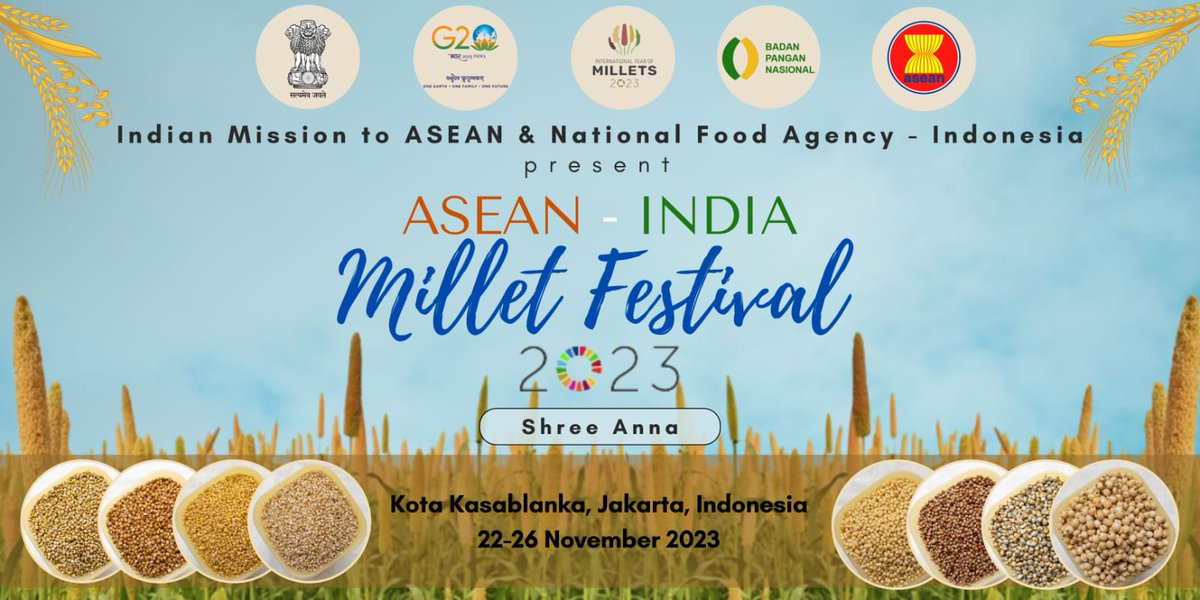 सत्यमेव जयते
G20
भारत 2023 INDIA
वसुधैव कुटुम्बकम्
ONE EARTH • ONE FAMILY • ONE FUTURE
INTERNATIONAL YEAR OF
MILLETS
2023
BADAN
PANGAN
NASIONAL
asean
Indian Mission to ASEAN & National Food Agency - Indonesia
present
ASEAN - INDIA
Millet Festival
2023
Shree Anna
Kota Kasablanka, Jakarta, Indonesia
22-26 November 2023